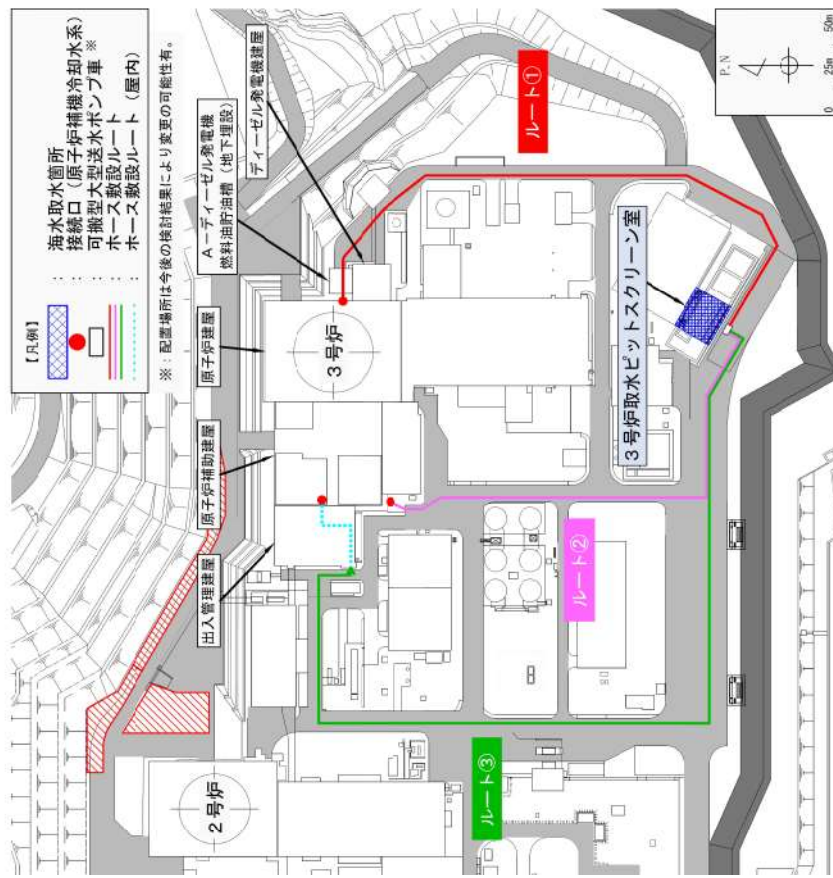 【凡例】
： 海水取水箇所
： 接続口（原子炉補機冷却水系）
： 可搬型大型送水ポンプ車※
： ホース敷設ルート
： ホース敷設ルート（屋内）
※：配置場所は今後の検討結果により変更の可能性有。
出入管理建屋
原子炉補助建屋
原子炉建屋
A－ディーゼル発電機
燃料油貯油槽（地下埋設）
ディーゼル発電機建屋
2号炉
3号炉
ルート①
ルート②
ルート③
3号炉取水ピットスクリーン室
P.N
0 25m 50m